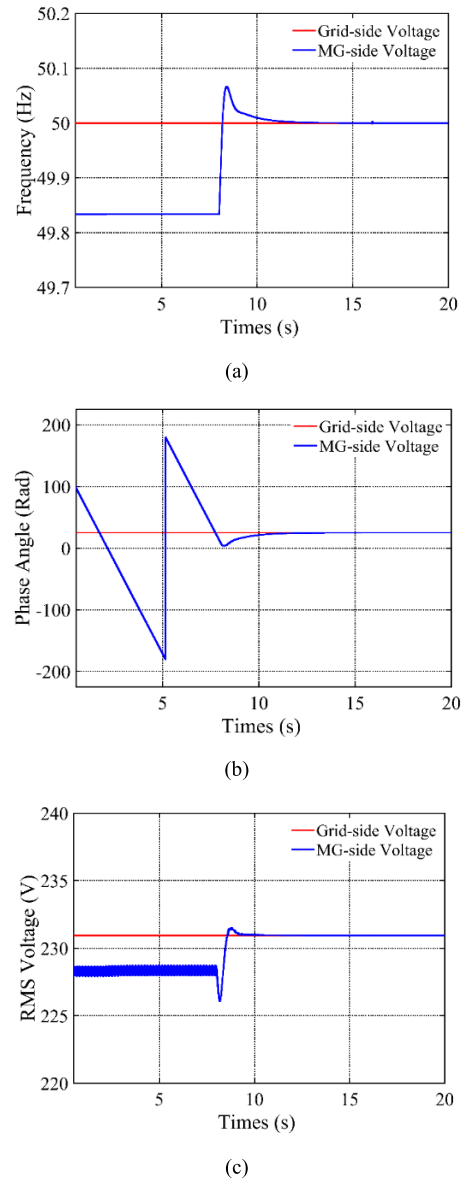 50.2
Grid-side Voltage
MG-side Voltage
50.1
50
49.9
49.8
49.7
Frequency (Hz)
5 10 15 20
Times (s)
(a)
200
Grid-side Voltage
MG-side Voltage
100
0
-100
-200
Phase Angle (Rad)
5 10 15 20
Times (s)
(b)
240
Grid-side Voltage
MG-side Voltage
235
230
225
220
RMS Voltage (V)
5 10 15 20
Times (s)
(c)